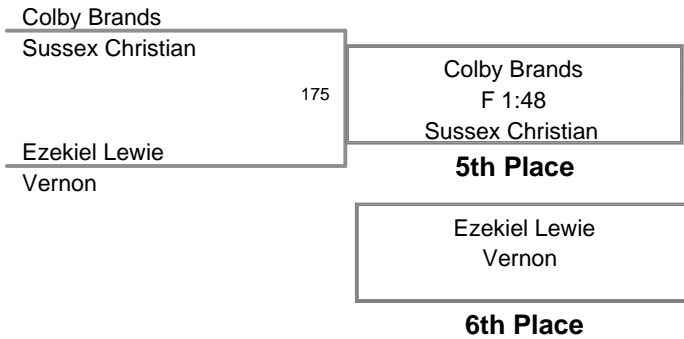 Colby Brands
Sussex Christian
175
Ezekiel Lewie
Vernon
Colby Brands
F 1:48
Sussex Christian
5th Place
Ezekiel Lewie
Vernon
6th Place